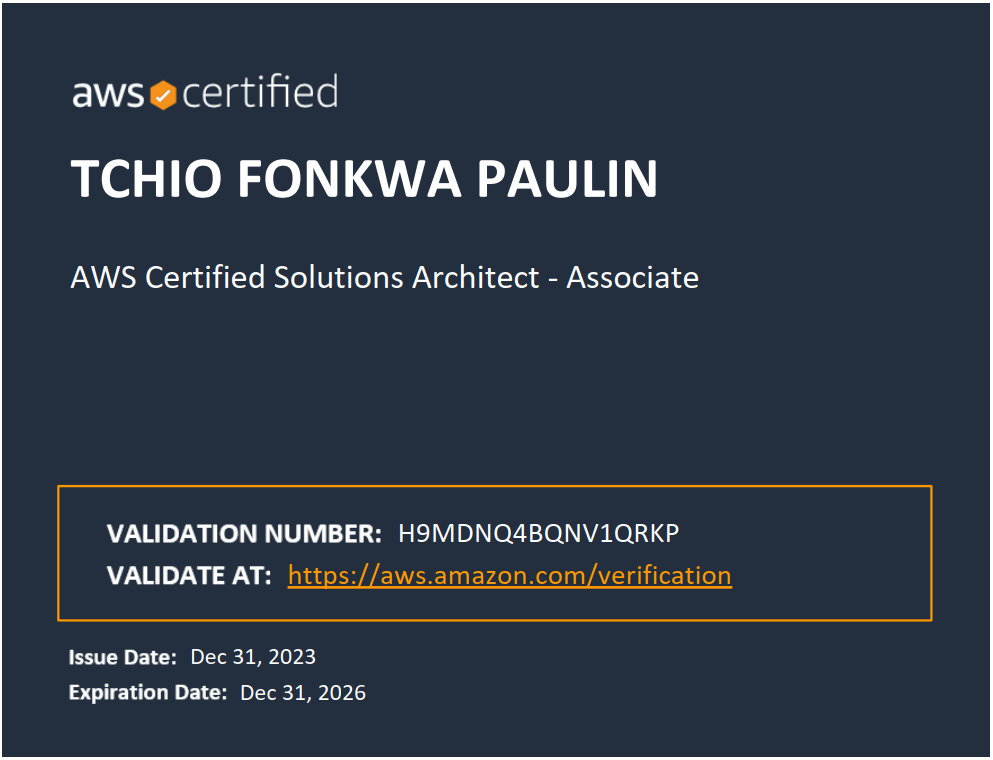 aws certified
TCHIO FONKWA PAULIN
AWS Certified Solutions Architect - Associate
VALIDATION NUMBER: H9MDNQ4BQNV1QRKP
VALIDATE AT: https://aws.amazon.com/verification
Issue Date: Dec 31, 2023
Expiration Date: Dec 31, 2026